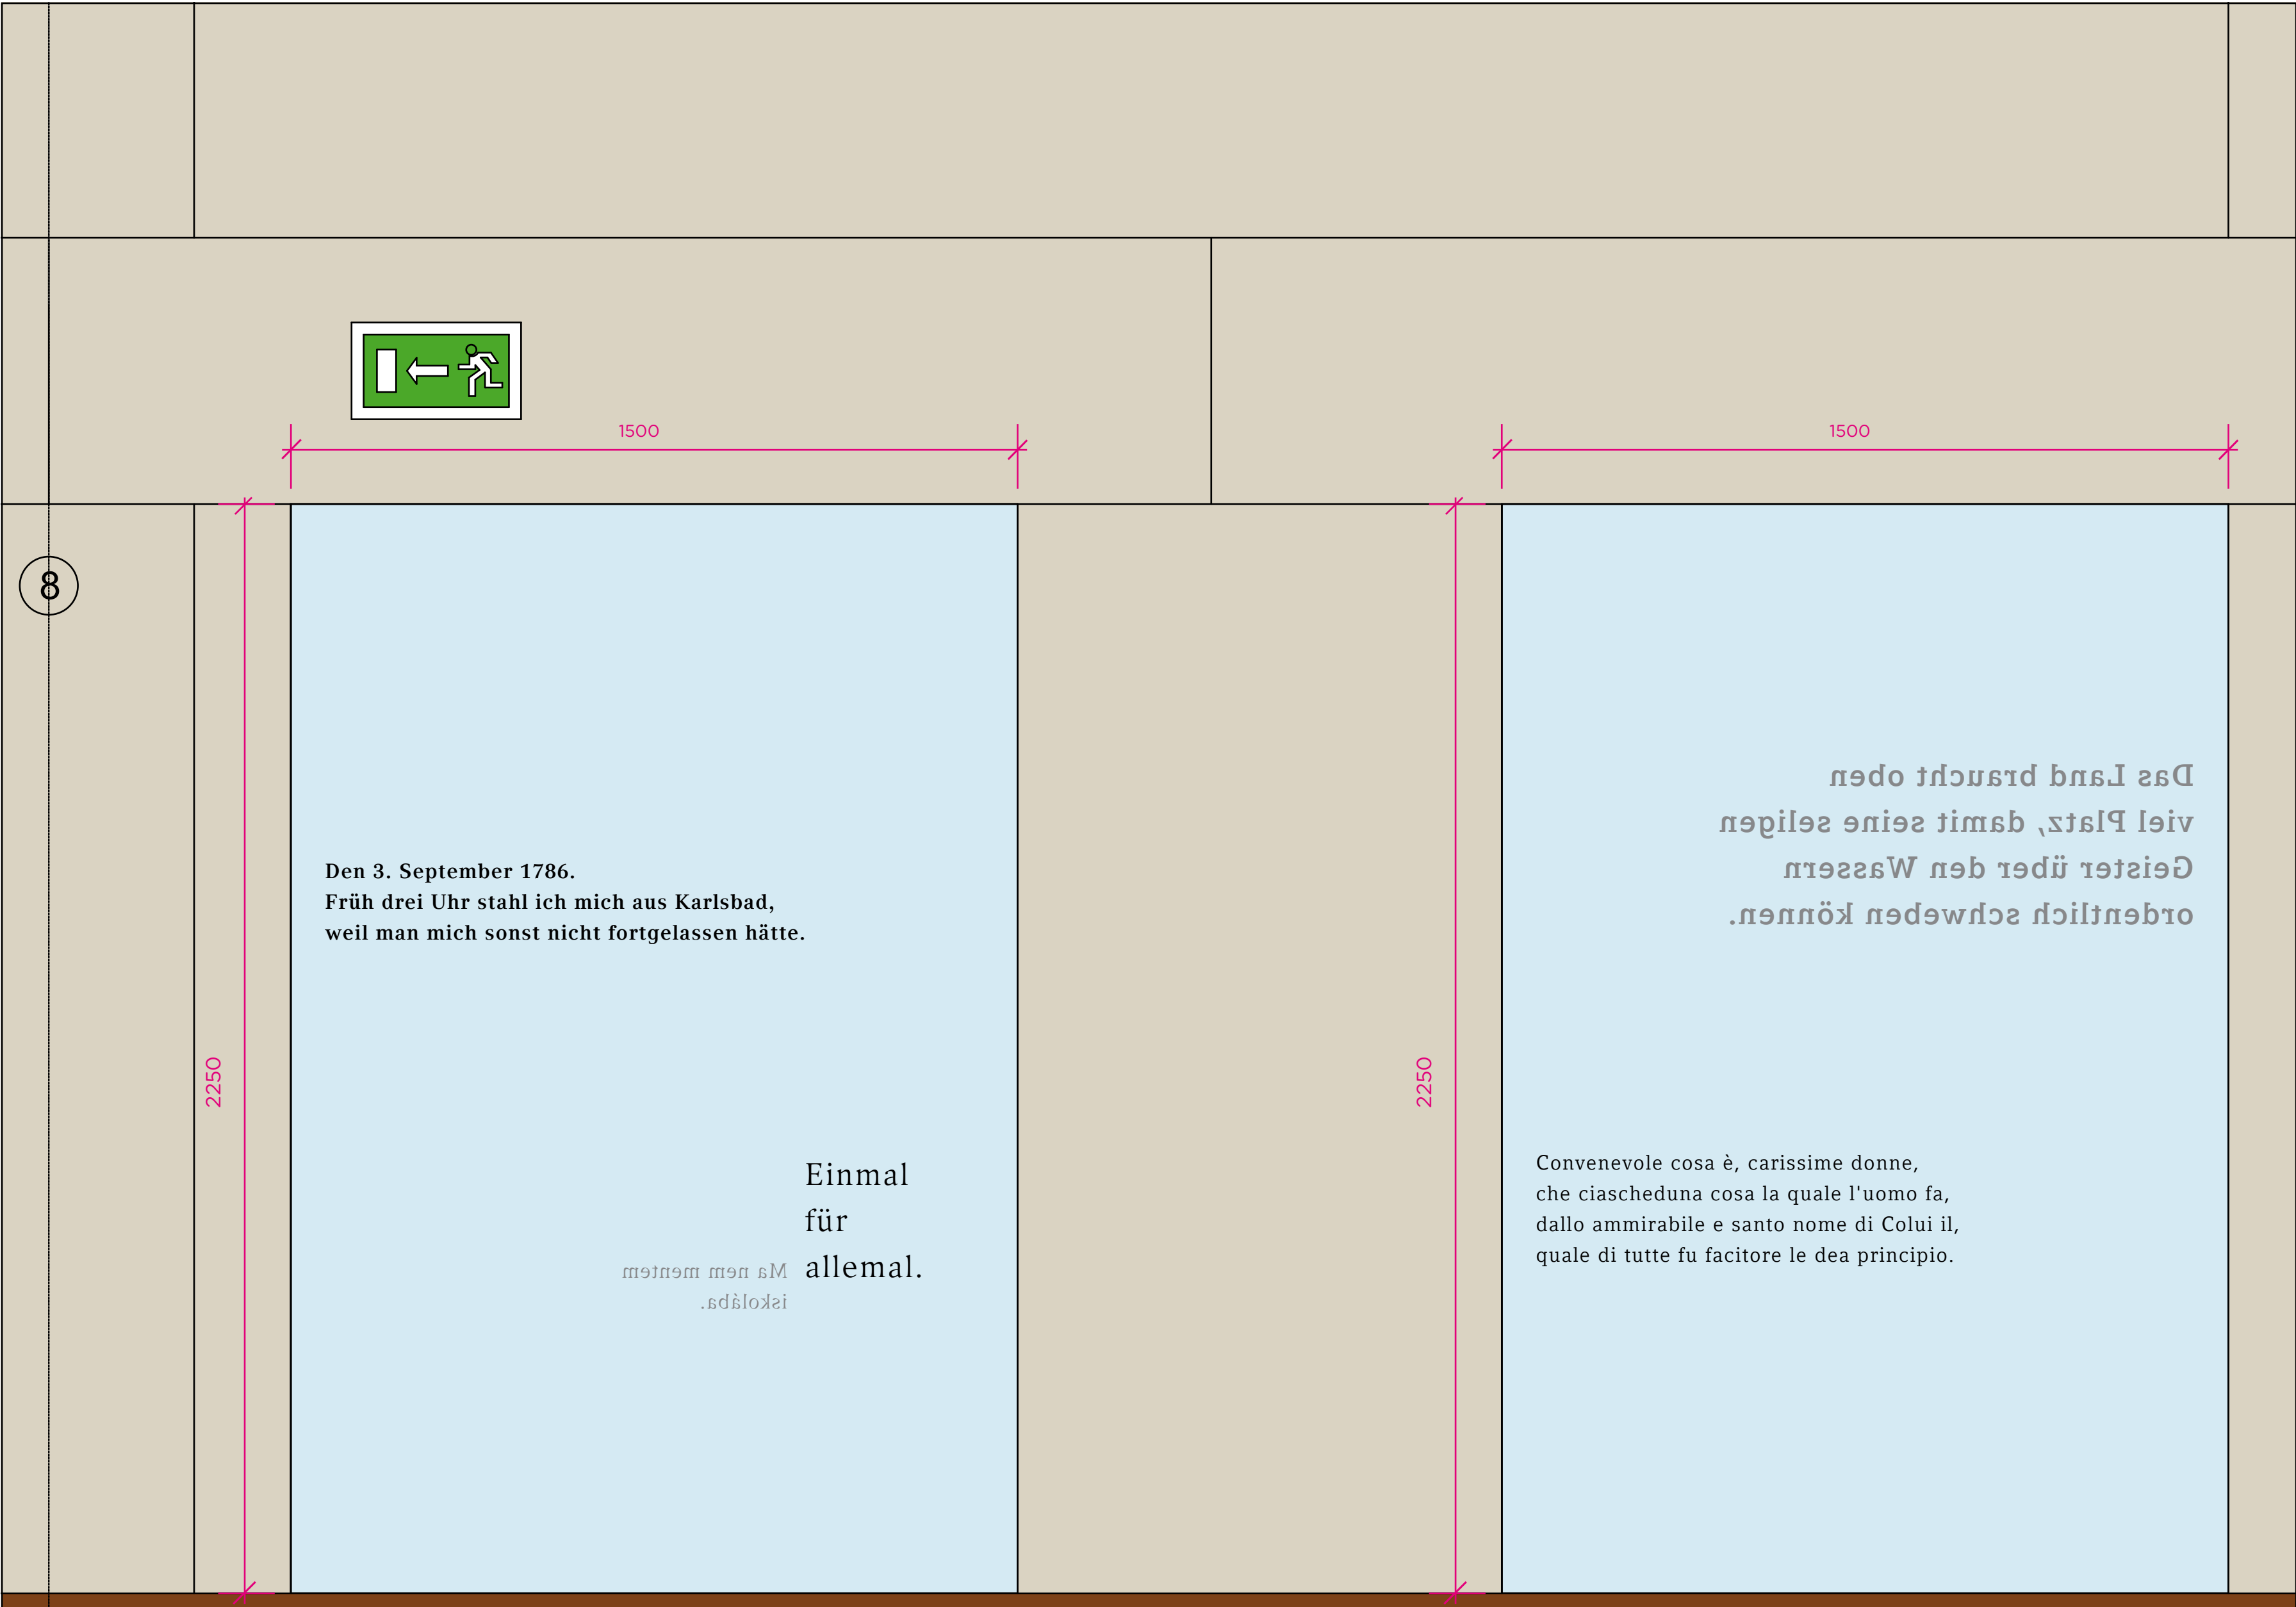 1500
1500
8
Das Land braucht oben
viel Platz, damit seine seligen
Geister über den Wassern
ordentlich schweben können.
Den 3. September 1786.
Früh drei Uhr stahl ich mich aus Karlsbad,
weil man mich sonst nicht fortgelassen hätte.
2250
2250
Einmal
für
allemal.
Ma nem mentem
iskolába.
Convenevole cosa è, carissime donne,
che ciascheduna cosa la quale l'uomo fa,
dallo ammirabile e santo nome di Colui il,
quale di tutte fu facitore le dea principio.